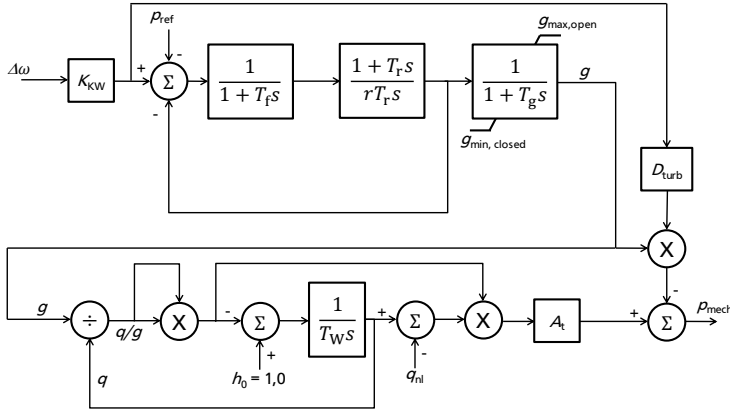 p_ref
g_max,open
Δω
K_KW
+
-
Σ
-
1
1 + T_f s
1 + T_r s
rT_r s
1
1 + T_g s
g
g_min, closed
D_turb
X
g
÷
q/g
X
-
Σ
+
1
T_W s
+
Σ
-
X
A_t
+
-
Σ
p_mech
q
h_0 = 1,0
q_nl